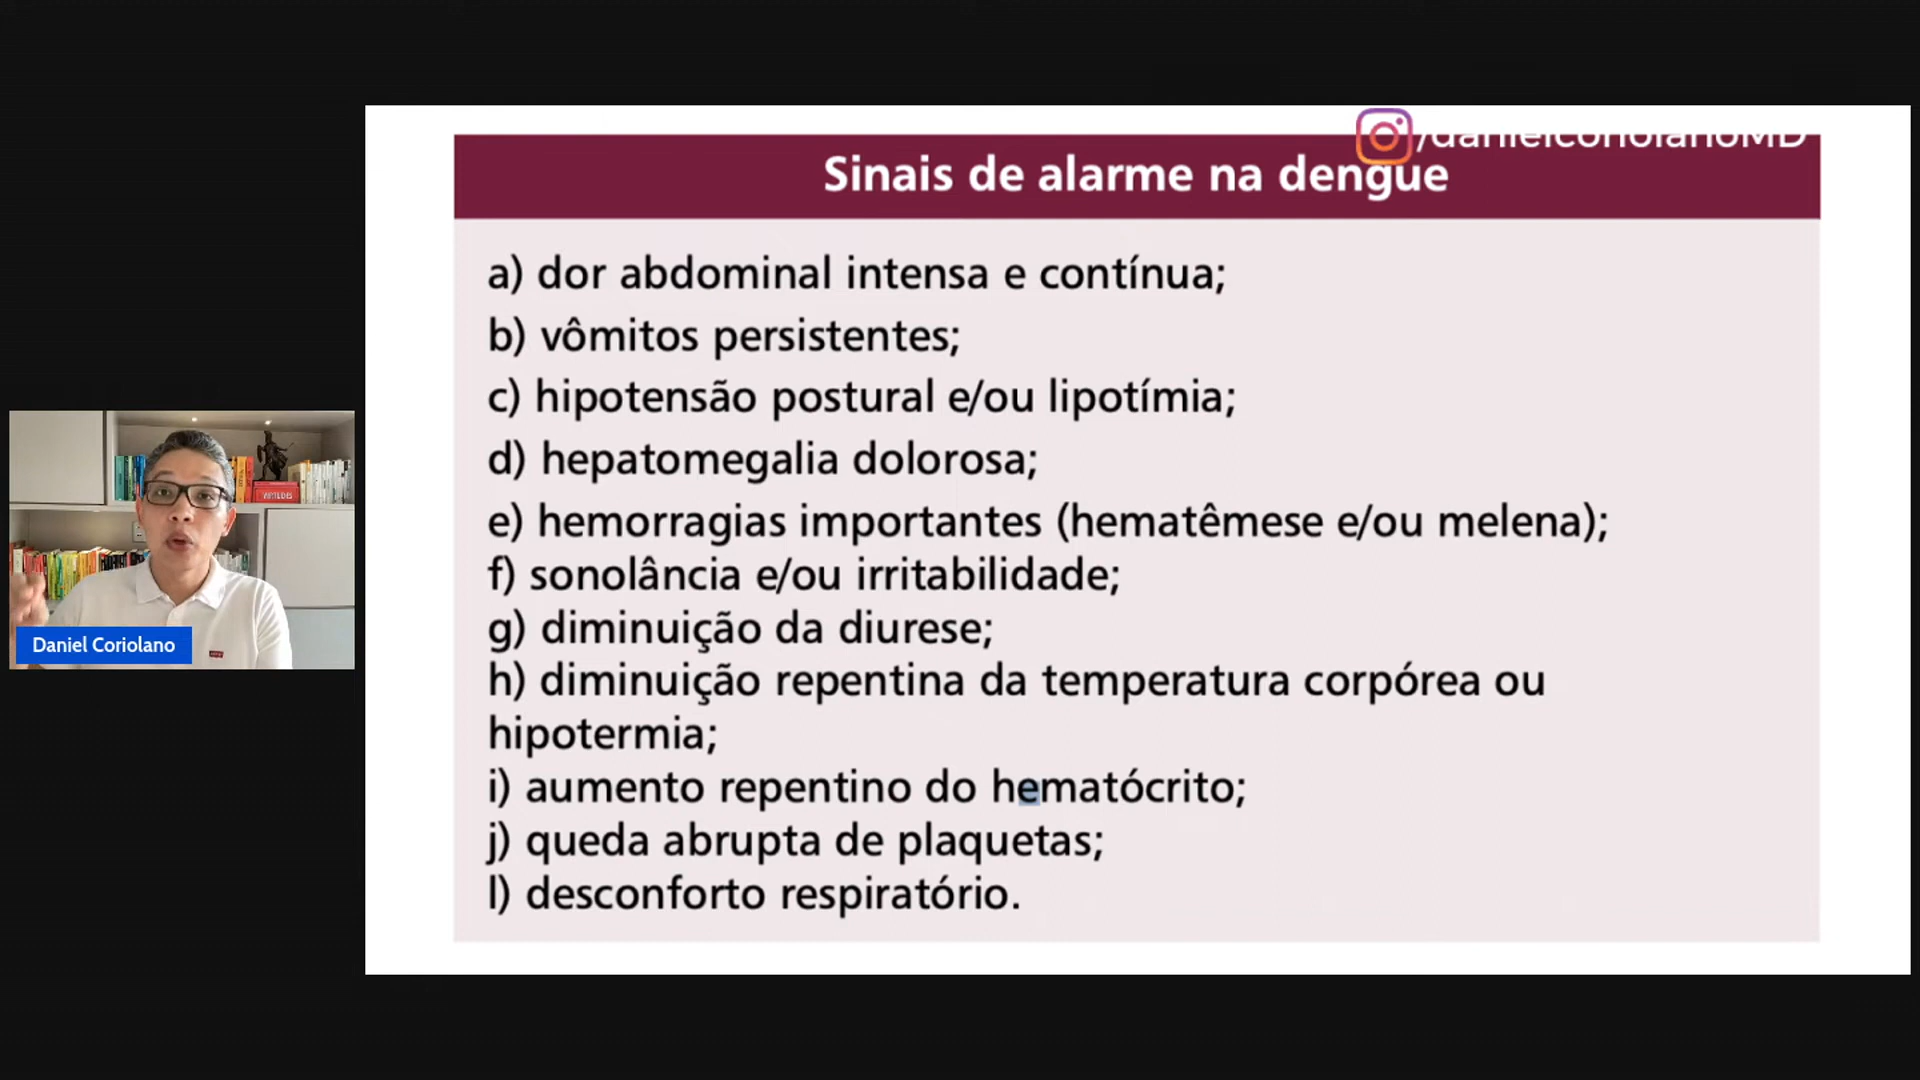 /danielcoriolanoMD
Sinais de alarme na dengue
a) dor abdominal intensa e contínua;
b) vômitos persistentes;
c) hipotensão postural e/ou lipotímia;
d) hepatomegalia dolorosa;
e) hemorragias importantes (hematêmese e/ou melena);
f) sonolância e/ou irritabilidade;
g) diminuição da diurese;
h) diminuição repentina da temperatura corpórea ou
hipotermia;
i) aumento repentino do hematócrito;
j) queda abrupta de plaquetas;
l) desconforto respiratório.
VIRTUDES
Daniel Coriolano